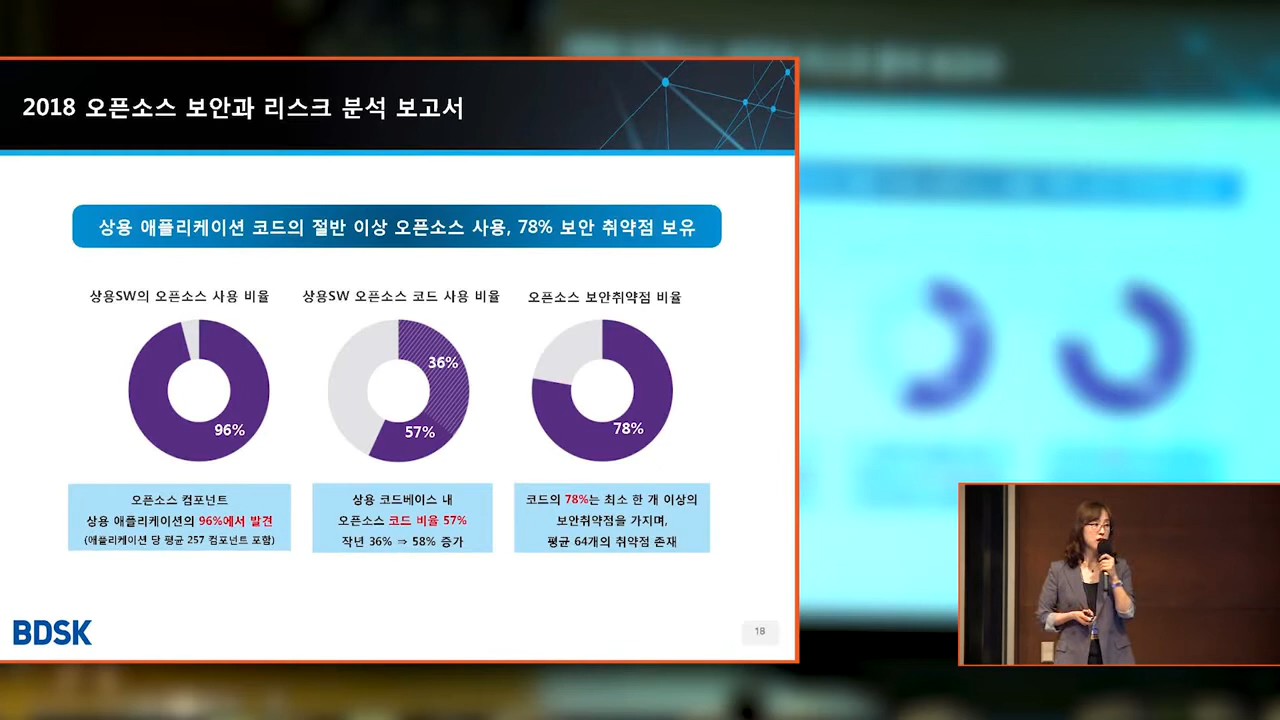 2018 오픈소스 보안과 리스크 분석 보고서
상용 애플리케이션 코드의 절반 이상 오픈소스 사용, 78% 보안 취약점 보유
상용SW의 오픈소스 사용 비율
96%
오픈소스 컴포넌트
상용 애플리케이션의 96%에서 발견
(애플리케이션 당 평균 257 컴포넌트 포함)
상용SW 오픈소스 코드 사용 비율
36%
57%
상용 코드베이스 내
오픈소스 코드 비율 57%
작년 36% ⇒ 58% 증가
오픈소스 보안취약점 비율
78%
코드의 78%는 최소 한 개 이상의
보안취약점을 가지며,
평균 64개의 취약점 존재
BDSK
18